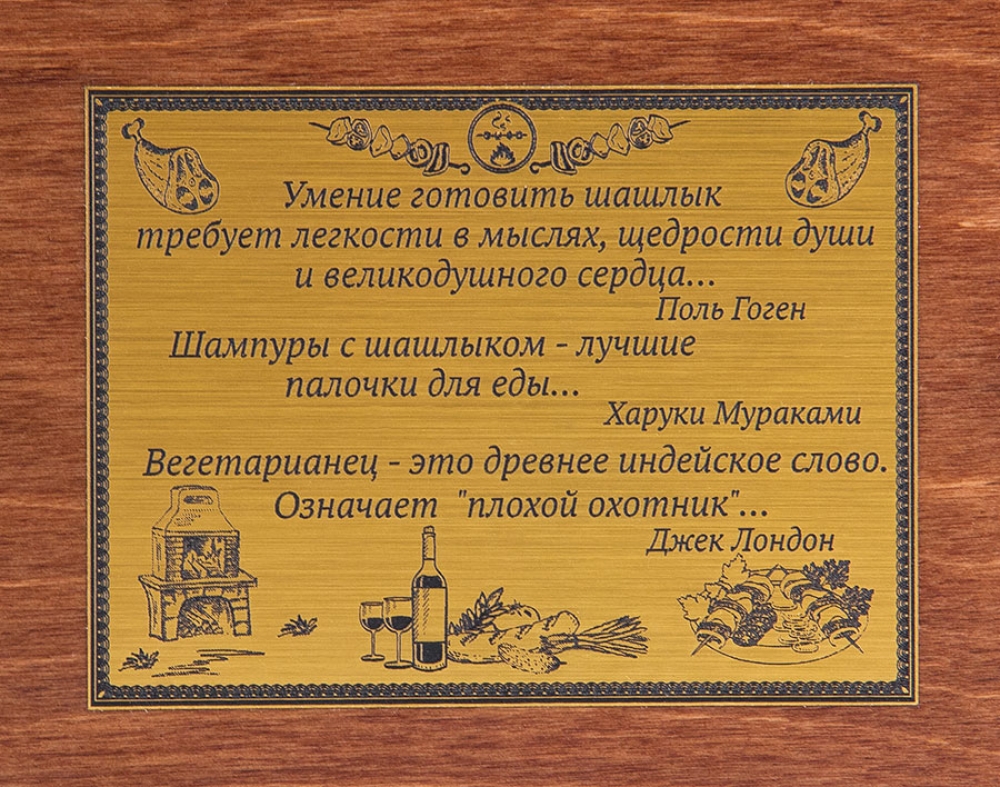 Умение готовить шашлык
требует легкости в мыслях, щедрости души
и великодушного сердца...
Поль Гоген
Шампуры с шашлыком - лучшие
палочки для еды...
Харуки Мураками
Вегетарианец - это древнее индейское слово.
Означает "плохой охотник"...
Джек Лондон